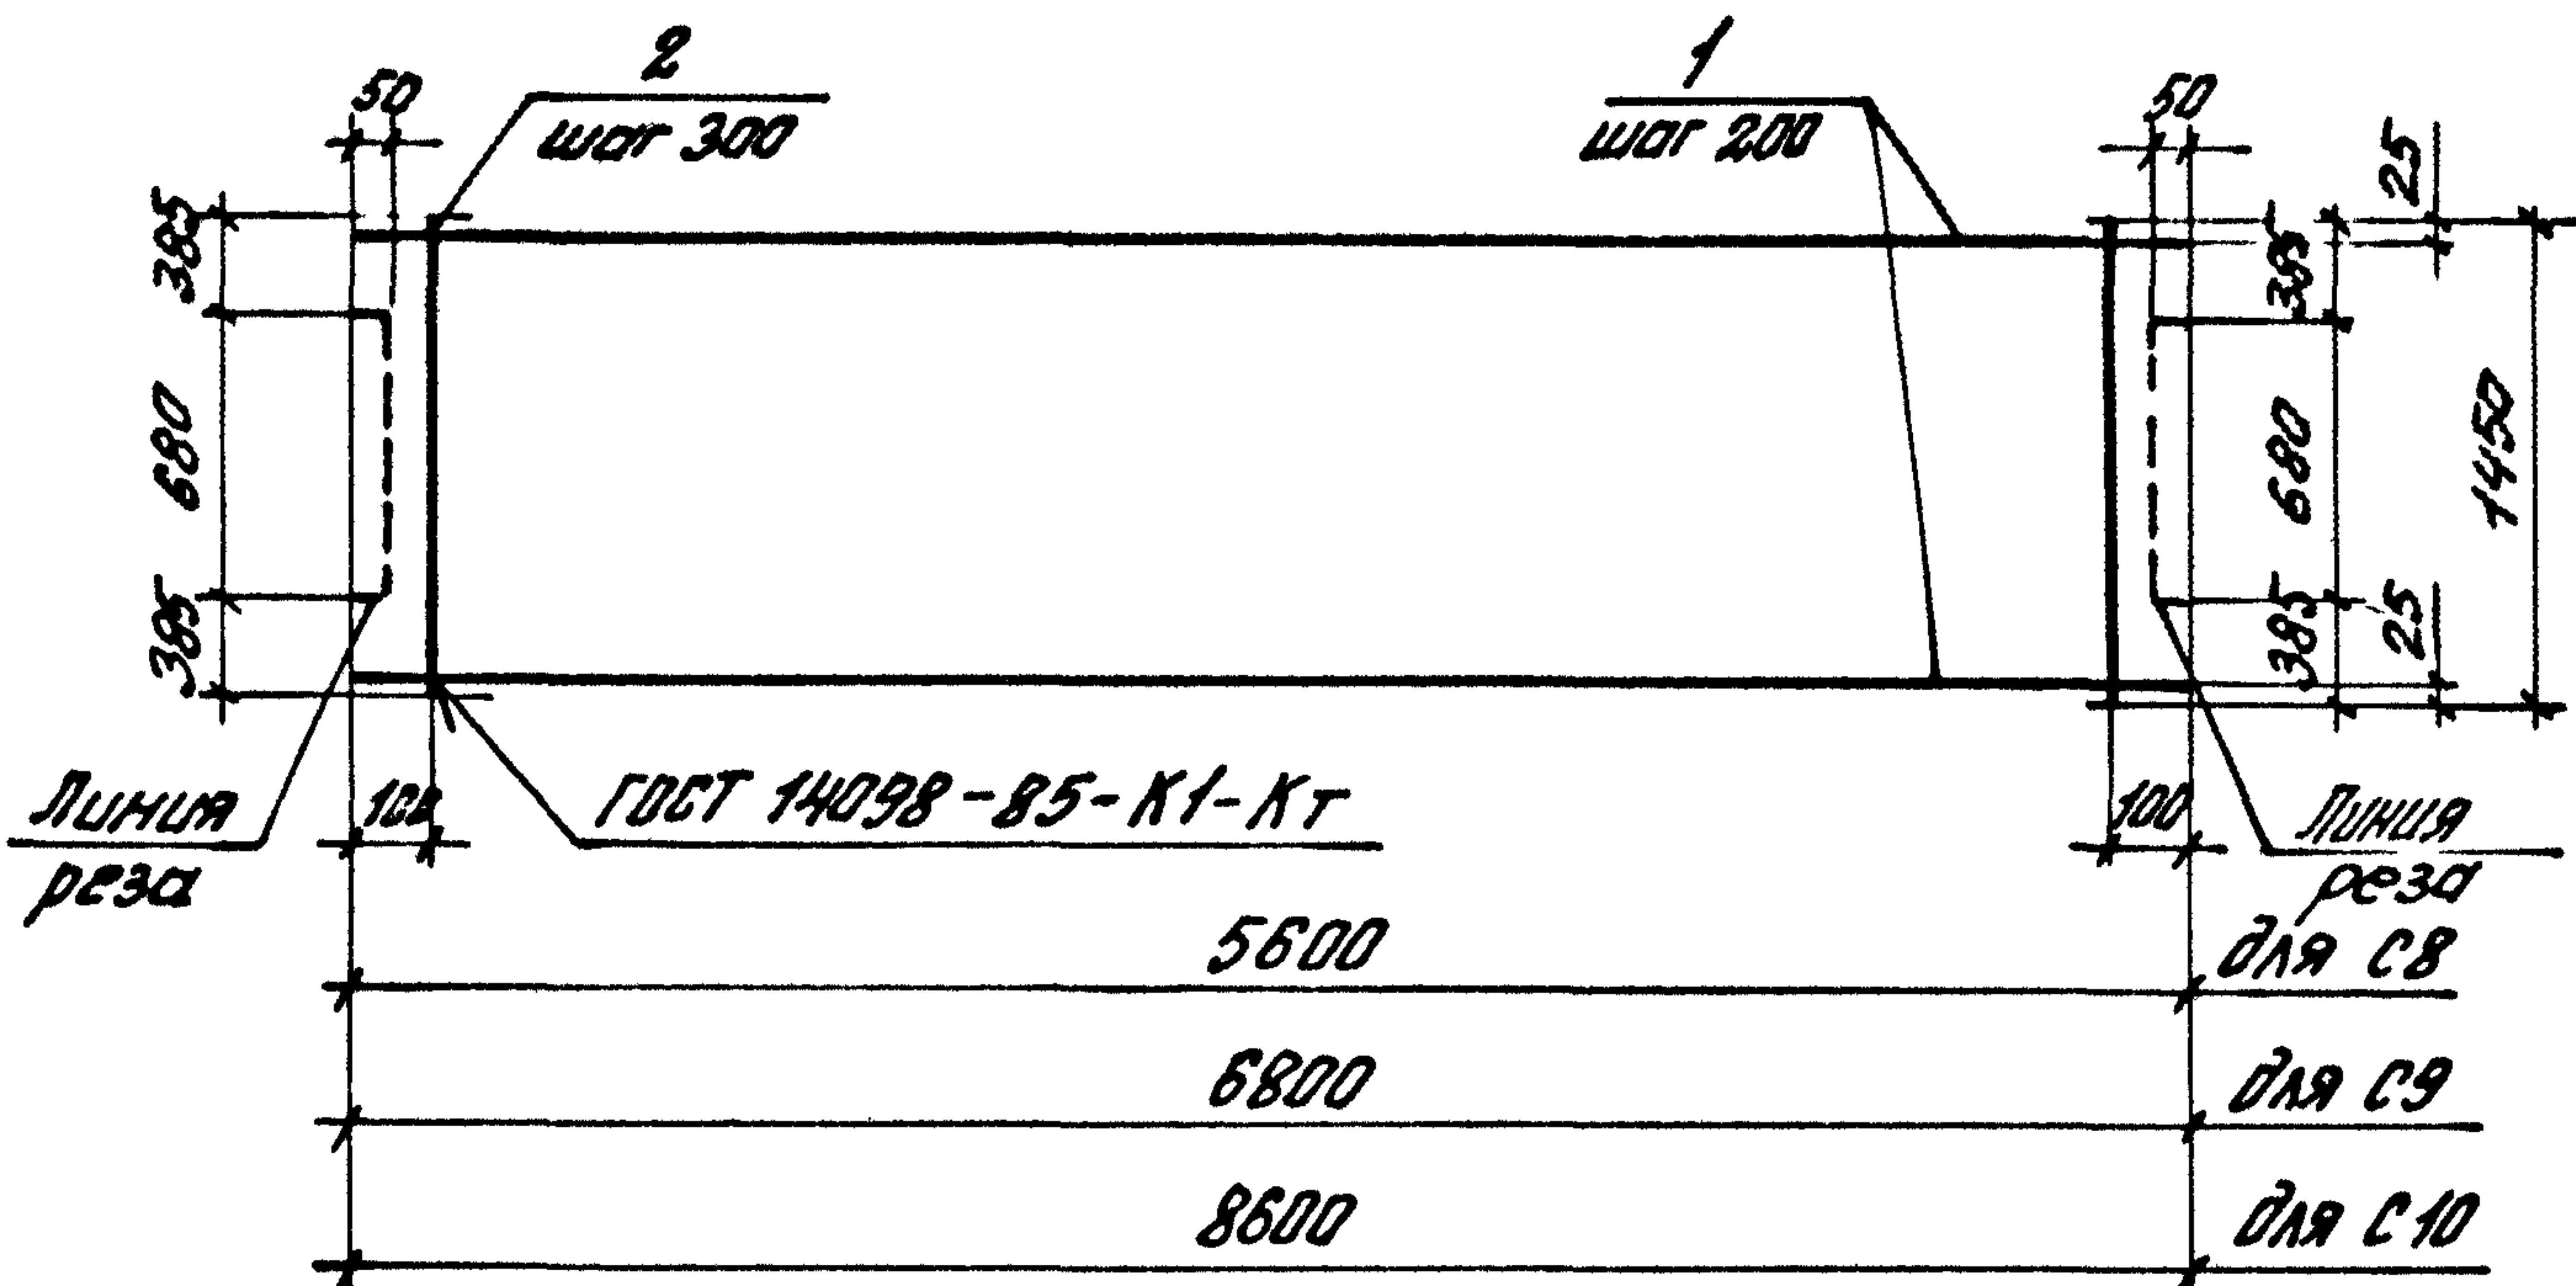 2
шаг 300
1
шаг 200
50
50
25
385
680
385
385
680
385
25
1450
Линия
реза
100
ГОСТ 14098-85-К1-Кт
100
Линия
реза
5600
для С8
6800
для С9
8600
для С10